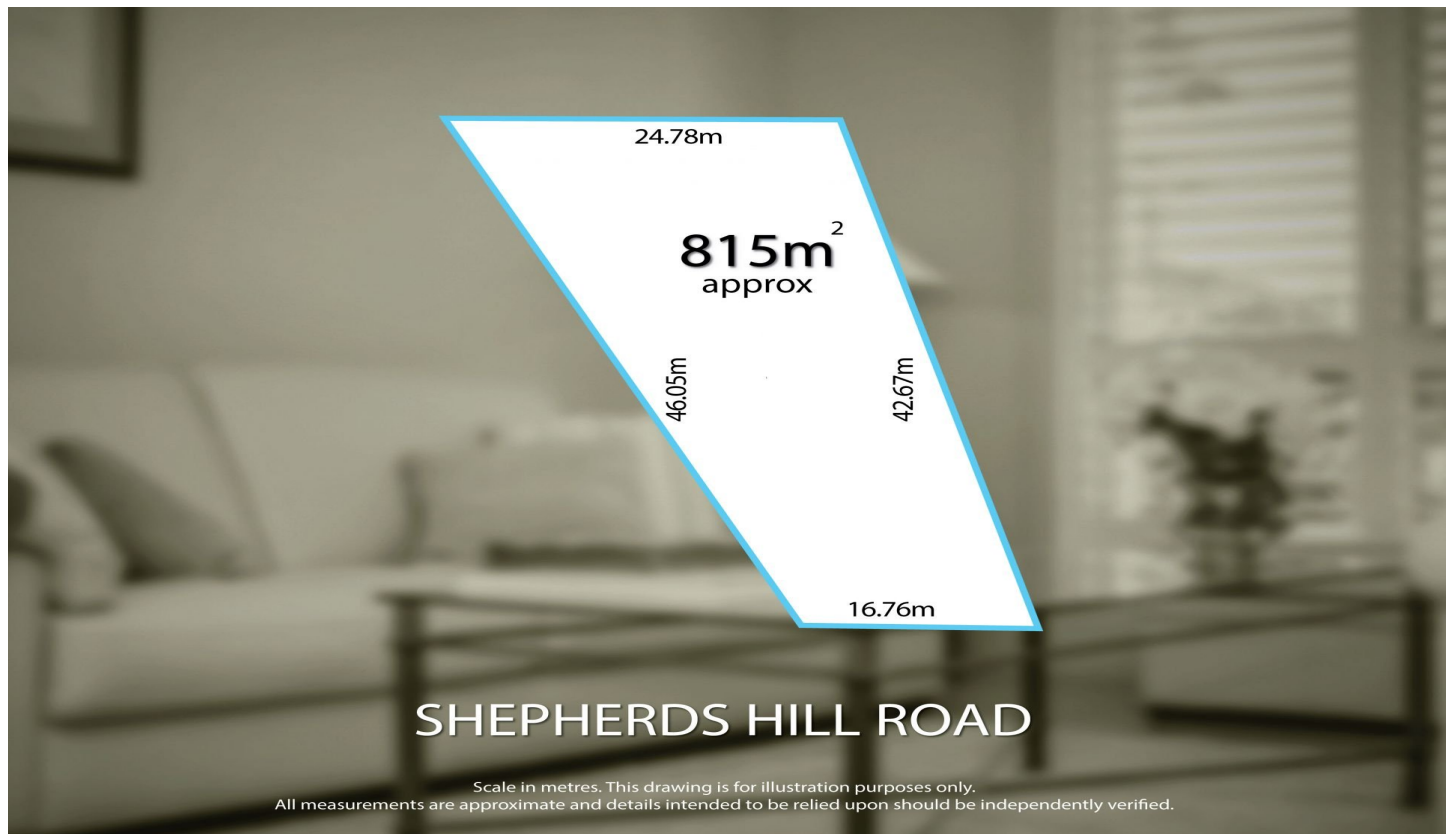 24.78m
815m²
approx
46.05m
42.67m
16.76m
SHEPHERDS HILL ROAD
Scale in metres. This drawing is for illustration purposes only.
All measurements are approximate and details intended to be relied upon should be independently verified.